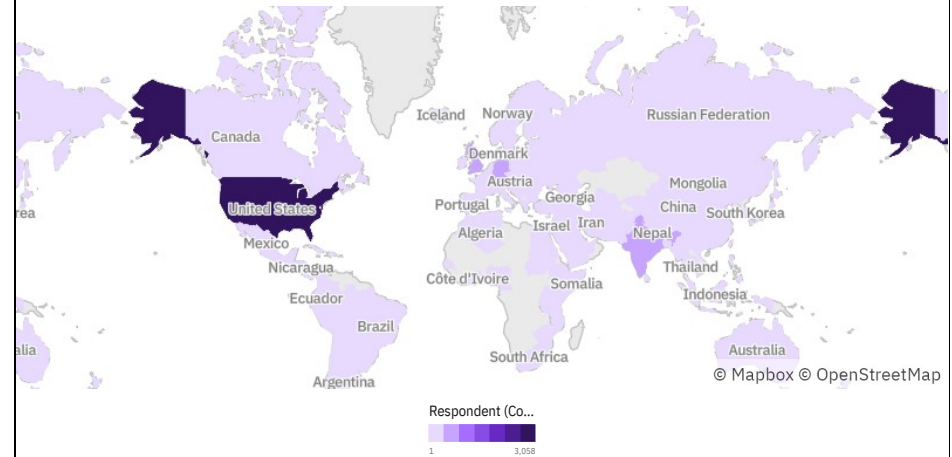 Iceland
Norway
Russian Federation
n
Canada
Denmark
Austria
Mongolia
Georgia
Portugal
China
South Korea
rea
United States
Algeria
Israel
Iran
Nepal
Mexico
Nicaragua
Côte d'Ivoire
Somalia
Thailand
Ecuador
Indonesia
Brazil
alia
Australia
South Africa
Argentina
© Mapbox © OpenStreetMap
Respondent (Co...
1
3,058